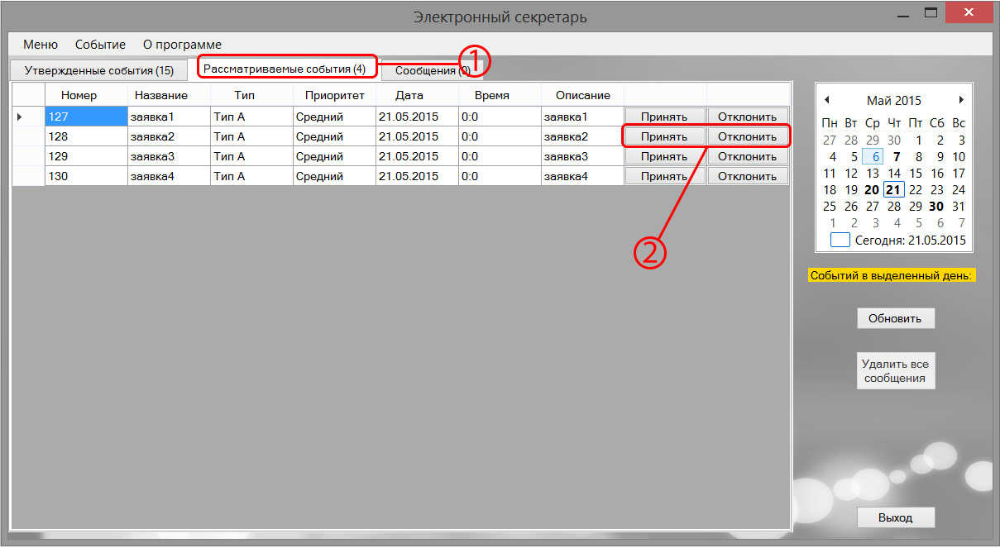 Электронный секретарь
Меню Событие О программе
Утвержденные события (15) Рассматриваемые события (4) Сообщения (0)
1
Номер Название Тип Приоритет Дата Время Описание
127 заявка1 Тип А Средний 21.05.2015 0:0 заявка1 Принять Отклонить
128 заявка2 Тип А Средний 21.05.2015 0:0 заявка2 Принять Отклонить
129 заявка3 Тип А Средний 21.05.2015 0:0 заявка3 Принять Отклонить
130 заявка4 Тип А Средний 21.05.2015 0:0 заявка4 Принять Отклонить
2
Май 2015
Пн Вт Ср Чт Пт Сб Вс
27 28 29 30 1 2 3
4 5 6 7 8 9 10
11 12 13 14 15 16 17
18 19 20 21 22 23 24
25 26 27 28 29 30 31
1 2 3 4 5 6 7
Сегодня: 21.05.2015
Событий в выделенный день:
Обновить
Удалить все
сообщения
Выход